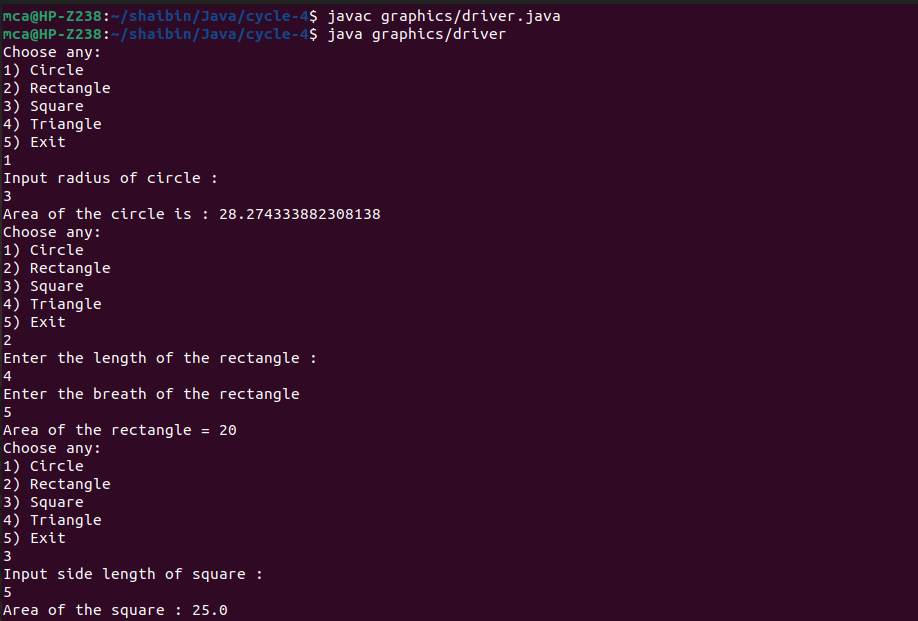 mca@HP-Z238:~/shaibin/Java/cycle-4$ javac graphics/driver.java
mca@HP-Z238:~/shaibin/Java/cycle-4$ java graphics/driver
Choose any:
1) Circle
2) Rectangle
3) Square
4) Triangle
5) Exit
1
Input radius of circle :
3
Area of the circle is : 28.274333882308138
Choose any:
1) Circle
2) Rectangle
3) Square
4) Triangle
5) Exit
2
Enter the length of the rectangle :
4
Enter the breath of the rectangle
5
Area of the rectangle = 20
Choose any:
1) Circle
2) Rectangle
3) Square
4) Triangle
5) Exit
3
Input side length of square :
5
Area of the square : 25.0